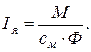 I_я = M / (c_м · Φ).